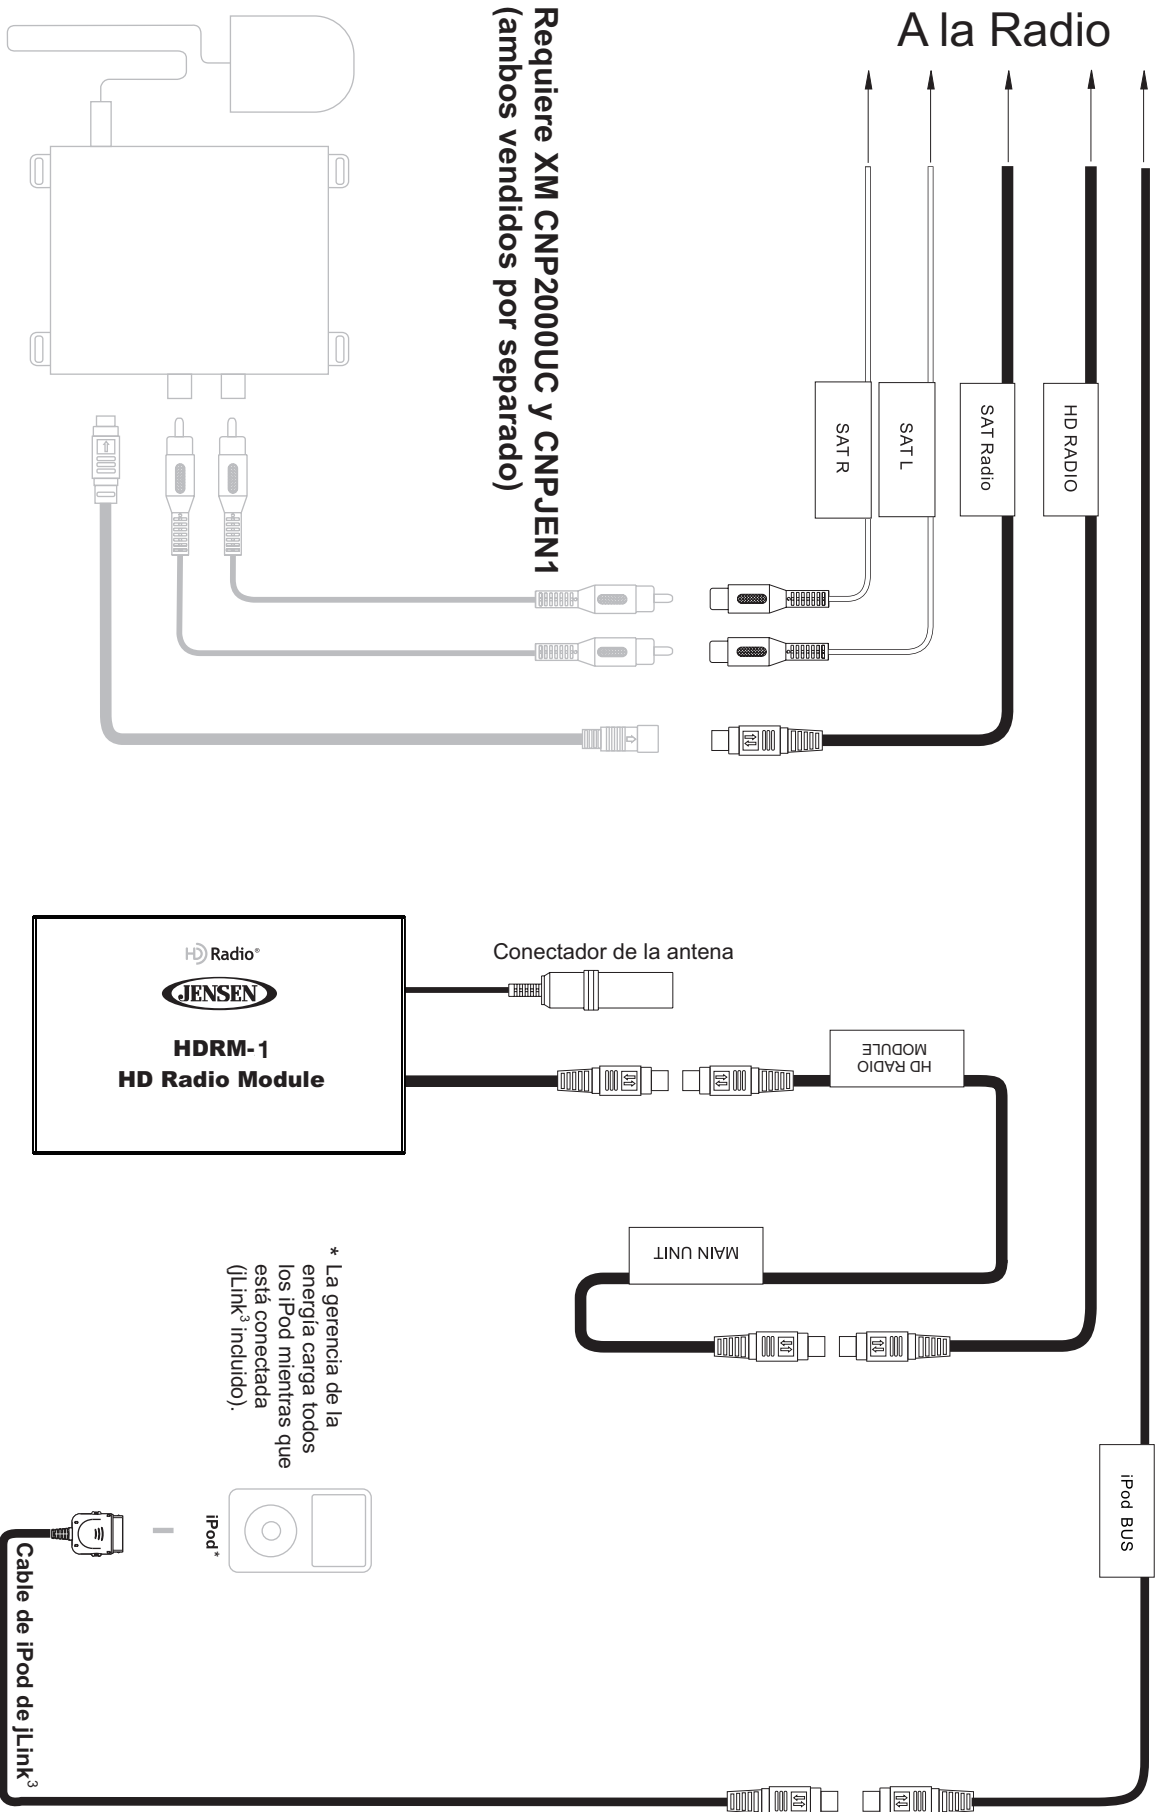 A la Radio
Requiere XM CNP2000UC y CNPJEN1
(ambos vendidos por separado)
SAT R
SAT L
SAT Radio
HD RADIO
HD Radio®
JENSEN
HDRM-1
HD Radio Module
Conectador de la antena
HD RADIO
MODULE
MAIN UNIT
* La gerencia de la
energía carga todos
los iPod mientras que
está conectada
(jLink³ incluido).
iPod*
iPod BUS
Cable de iPod de jLink³